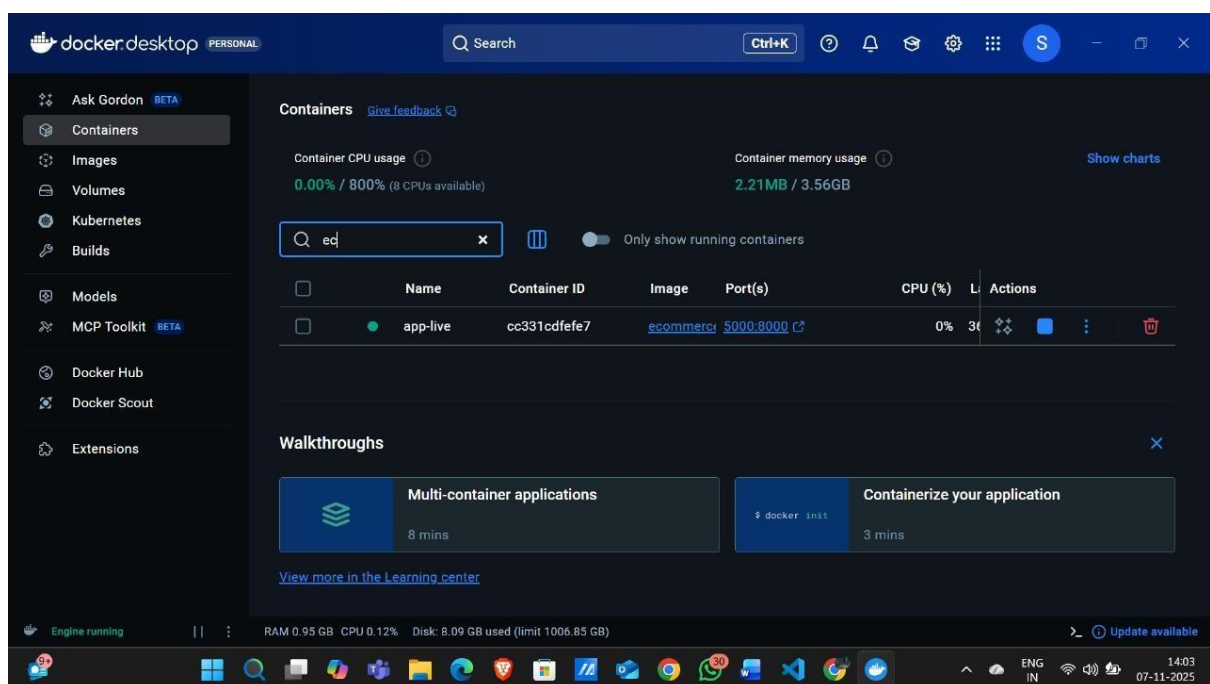 docker.desktop PERSONAL
Search
Ctrl+K
S
Ask Gordon BETA
Containers
Images
Volumes
Kubernetes
Builds
Models
MCP Toolkit BETA
Docker Hub
Docker Scout
Extensions
Containers Give feedback
Container CPU usage
0.00% / 800% (8 CPUs available)
Container memory usage
2.21MB / 3.56GB
Show charts
ec
Only show running containers
Name Container ID Image Port(s) CPU (%) L Actions
app-live cc331cdfefe7 ecommerc 5000:8000 0% 36
Walkthroughs
Multi-container applications
8 mins
$ docker init
Containerize your application
3 mins
View more in the Learning center
Engine running
RAM 0.95 GB CPU 0.12% Disk: 8.09 GB used (limit 1006.85 GB)
>_ Update available
9+
30
ENG
IN
14:03
07-11-2025